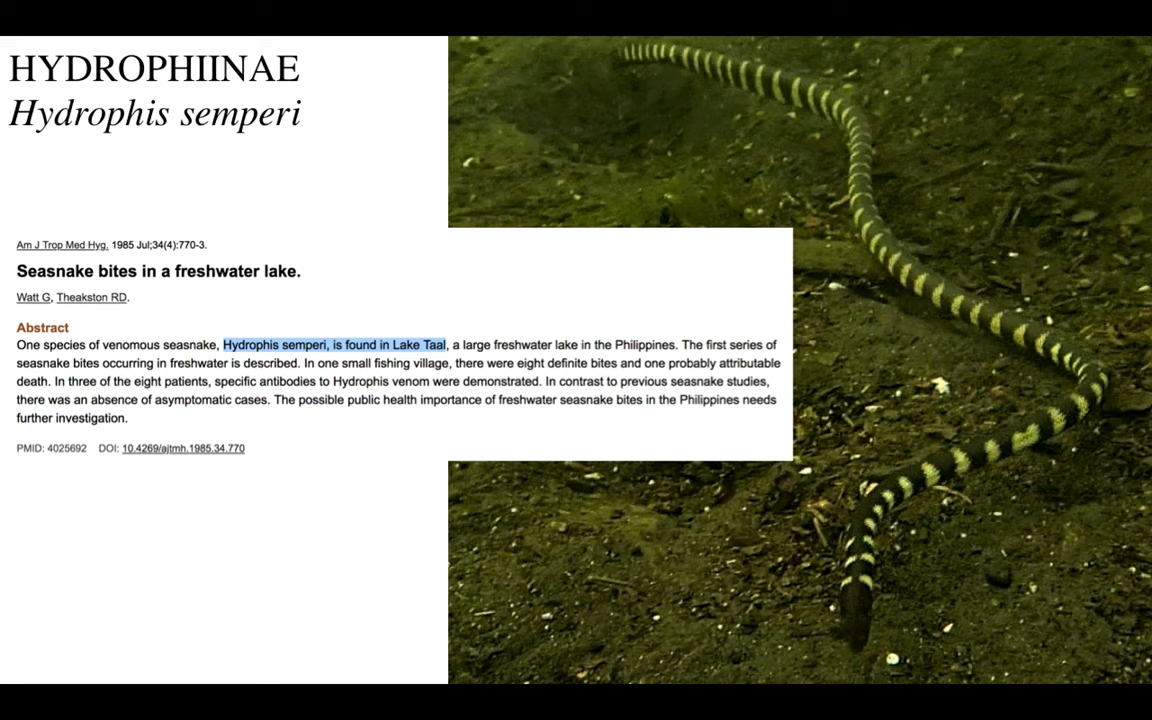 HYDROPHIINAE
Hydrophis semperi
Am J Trop Med Hyg. 1985 Jul;34(4):770-3.
Seasnake bites in a freshwater lake.
Watt G, Theakston RD.
Abstract
One species of venomous seasnake, Hydrophis semperi, is found in Lake Taal, a large freshwater lake in the Philippines. The first series of
seasnake bites occurring in freshwater is described. In one small fishing village, there were eight definite bites and one probably attributable
death. In three of the eight patients, specific antibodies to Hydrophis venom were demonstrated. In contrast to previous seasnake studies,
there was an absence of asymptomatic cases. The possible public health importance of freshwater seasnake bites in the Philippines needs
further investigation.
PMID: 4025692 DOI: 10.4269/ajtmh.1985.34.770